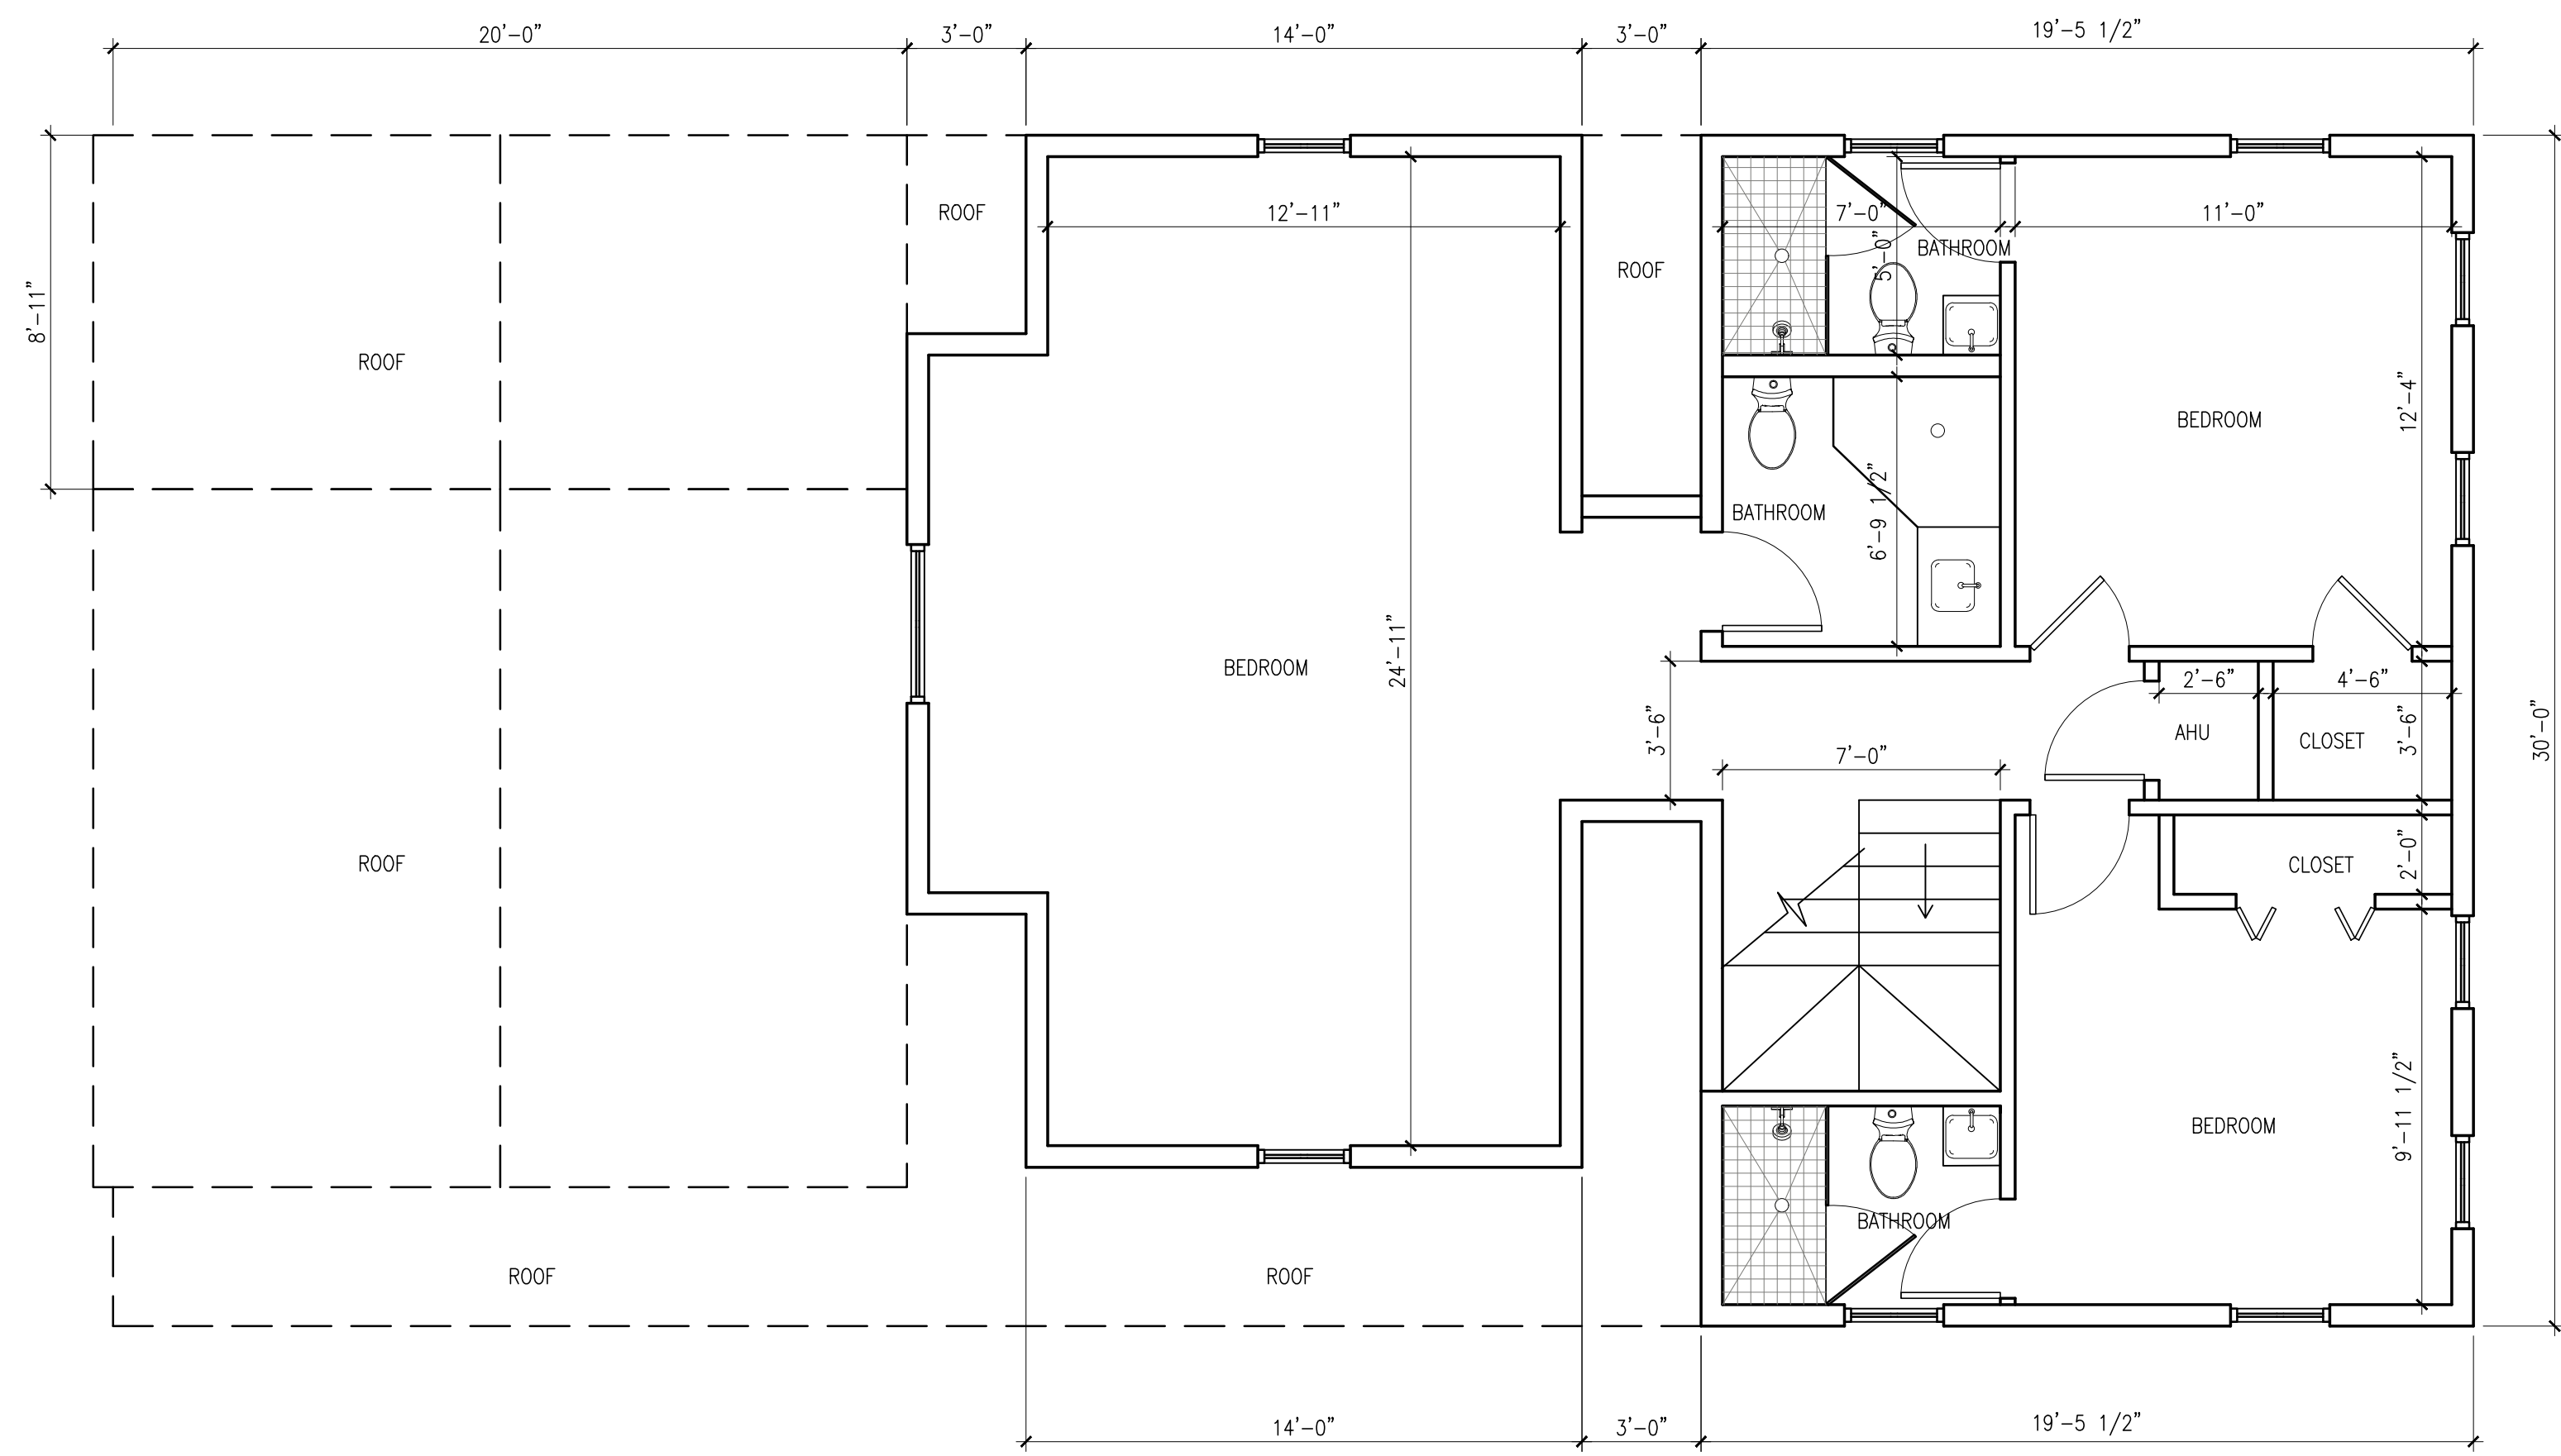 20'-0"
3'-0"
14'-0"
3'-0"
19'-5 1/2"
ROOF
12'-11"
7'-0"
11'-0"
5'-0"
BATHROOM
ROOF
8'-11"
ROOF
12'-4"
BEDROOM
BATHROOM
6'-9 1/2"
24'-11"
BEDROOM
2'-6"
4'-6"
3'-6"
AHU
CLOSET
3'-6"
30'-0"
7'-0"
ROOF
CLOSET
2'-0"
9'-11 1/2"
BEDROOM
BATHROOM
ROOF
ROOF
14'-0"
3'-0"
19'-5 1/2"